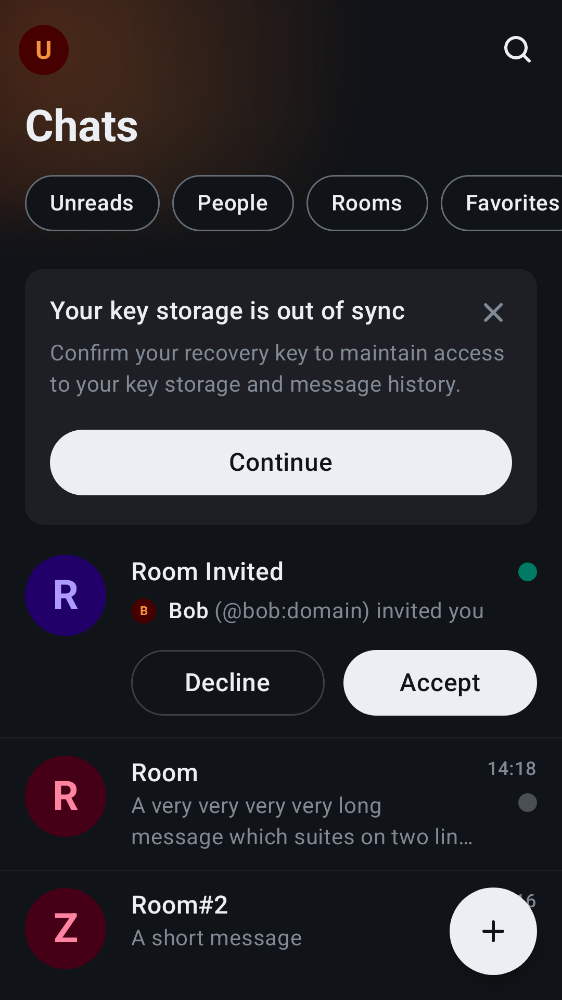 U
Chats
Unreads People Rooms Favorites
Your key storage is out of sync
Confirm your recovery key to maintain access
to your key storage and message history.
Continue
R
Room Invited
B Bob (@bob:domain) invited you
Decline Accept
R
Room 14:18
A very very very very long
message which suites on two lin…
Z
Room#2
A short message
+